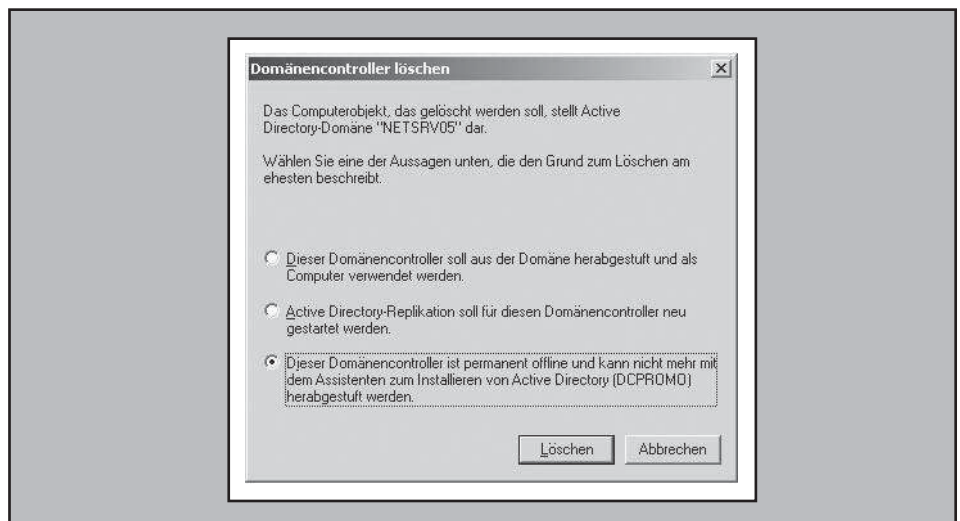 Domänencontroller löschen
Das Computerobjekt, das gelöscht werden soll, stellt Active
Directory-Domäne "NETSRV05" dar.
Wählen Sie eine der Aussagen unten, die den Grund zum Löschen am
ehesten beschreibt.
Dieser Domänencontroller soll aus der Domäne herabgestuft und als
Computer verwendet werden.
Active Directory-Replikation soll für diesen Domänencontroller neu
gestartet werden.
Dieser Domänencontroller ist permanent offline und kann nicht mehr mit
dem Assistenten zum Installieren von Active Directory (DCPROMO)
herabgestuft werden.
Löschen
Abbrechen